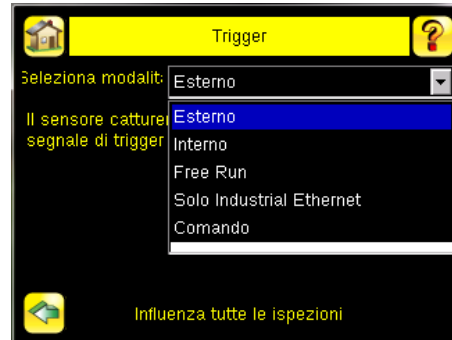 Trigger
?
Seleziona modalit
Esterno
Il sensore catture
segnale di trigger
Esterno
Interno
Free Run
Solo Industrial Ethernet
Comando
Influenza tutte le ispezioni